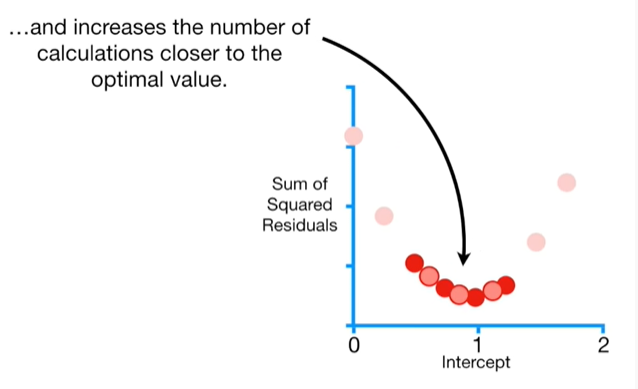 ...and increases the number of
calculations closer to the
optimal value.
Sum of
Squared
Residuals
0
1
2
Intercept